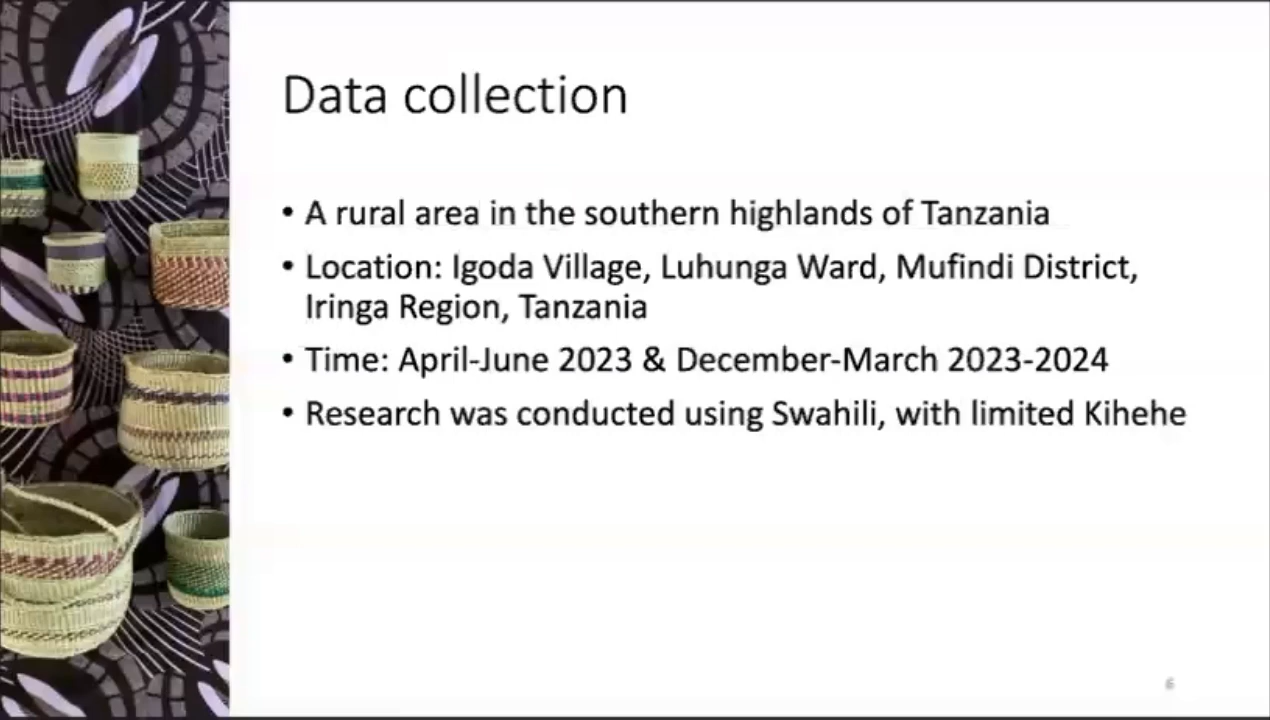 Data collection
• A rural area in the southern highlands of Tanzania
• Location: Igoda Village, Luhunga Ward, Mufindi District,
Iringa Region, Tanzania
• Time: April-June 2023 & December-March 2023-2024
• Research was conducted using Swahili, with limited Kihehe
6